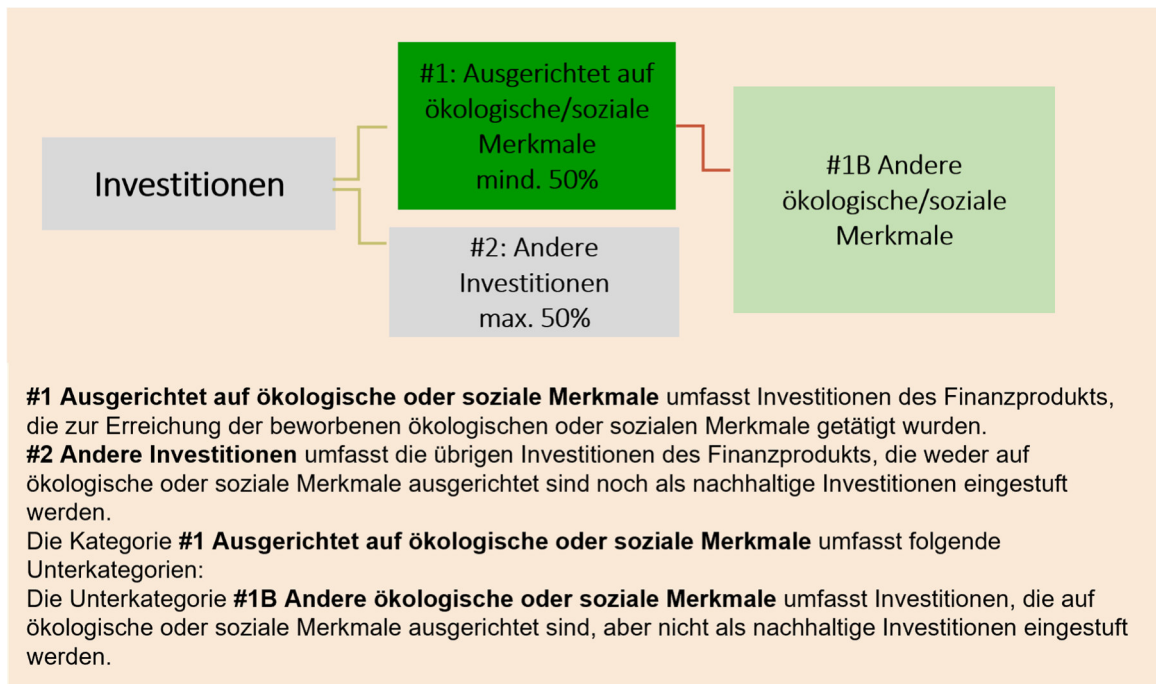 Investitionen
#1: Ausgerichtet auf
ökologische/soziale
Merkmale
mind. 50%
#2: Andere
Investitionen
max. 50%
#1B Andere
ökologische/soziale
Merkmale
#1 Ausgerichtet auf ökologische oder soziale Merkmale umfasst Investitionen des Finanzprodukts,
die zur Erreichung der beworbenen ökologischen oder sozialen Merkmale getätigt wurden.
#2 Andere Investitionen umfasst die übrigen Investitionen des Finanzprodukts, die weder auf
ökologische oder soziale Merkmale ausgerichtet sind noch als nachhaltige Investitionen eingestuft
werden.
Die Kategorie #1 Ausgerichtet auf ökologische oder soziale Merkmale umfasst folgende
Unterkategorien:
Die Unterkategorie #1B Andere ökologische oder soziale Merkmale umfasst Investitionen, die auf
ökologische oder soziale Merkmale ausgerichtet sind, aber nicht als nachhaltige Investitionen eingestuft
werden.